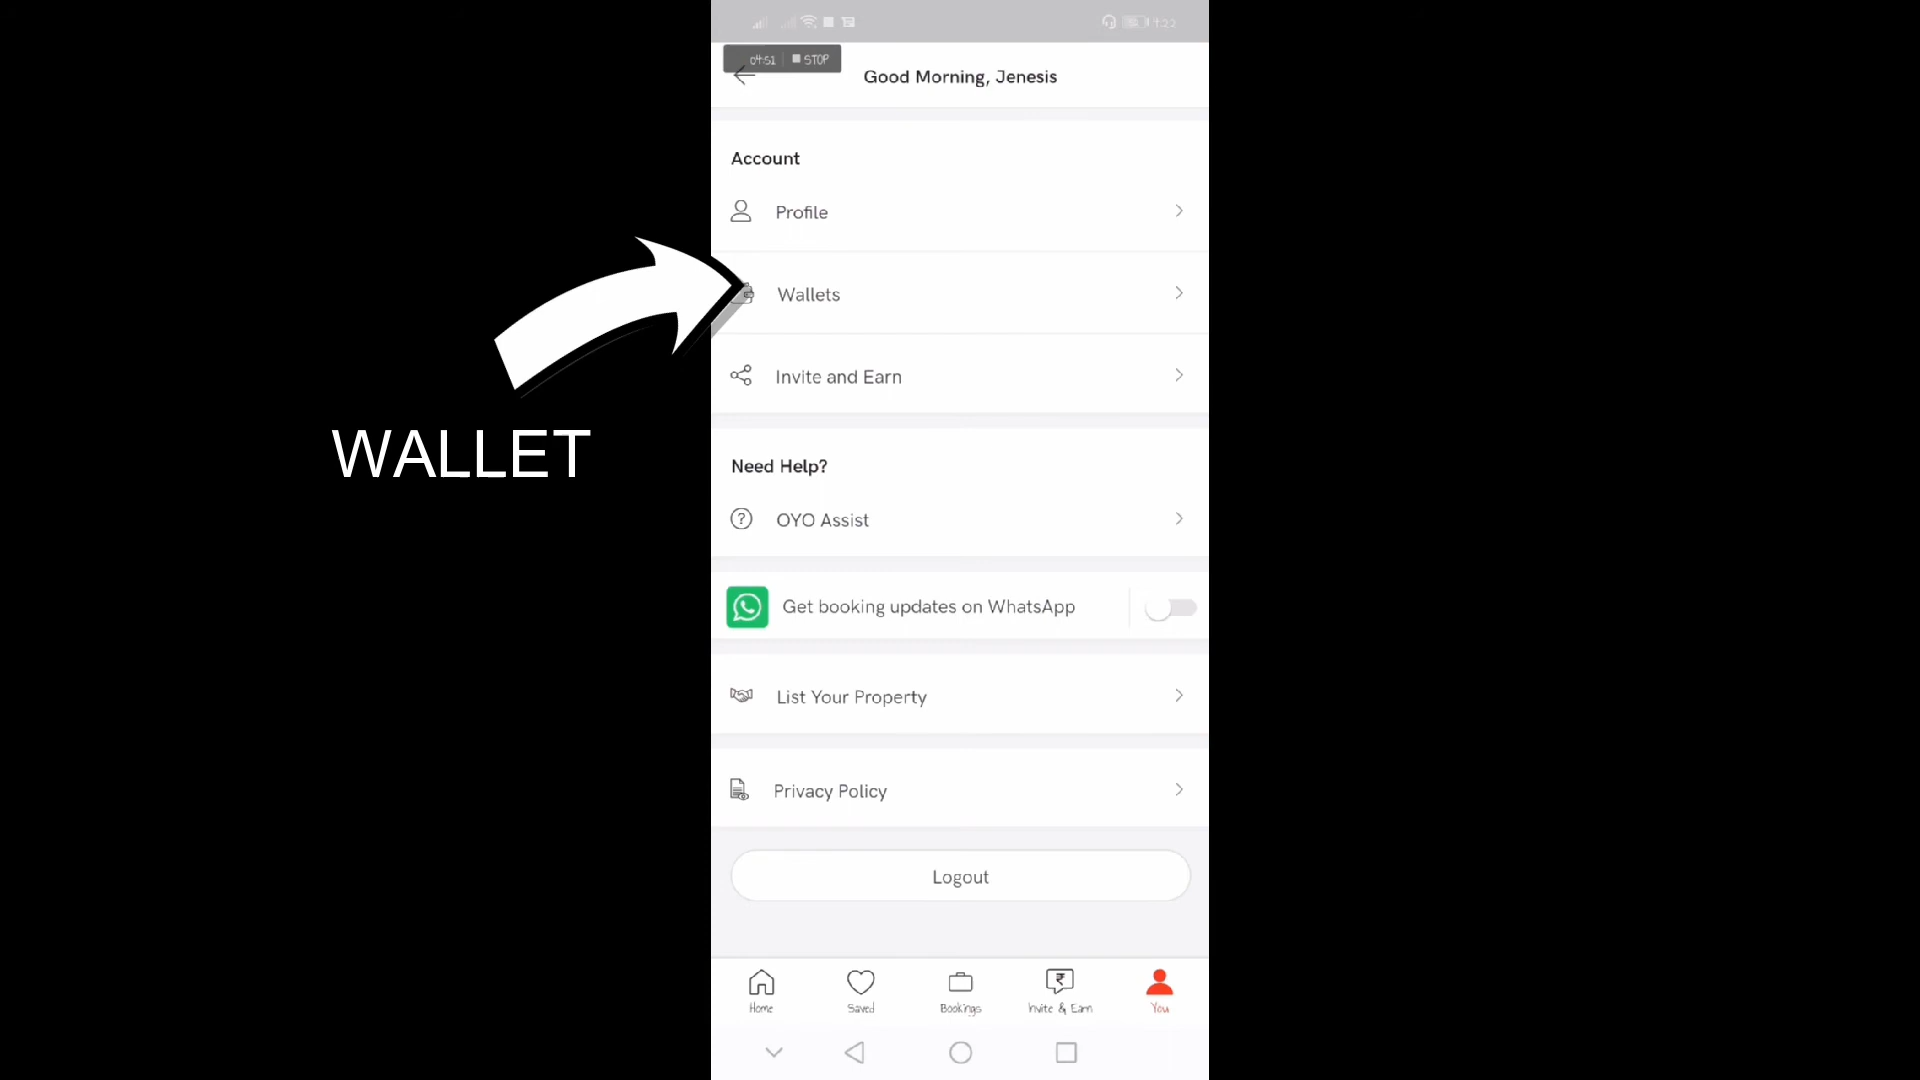 04:51 STOP
Good Morning, Jenesis
Account
Profile
Wallets
Invite and Earn
WALLET
Need Help?
OYO Assist
Get booking updates on WhatsApp
List Your Property
Privacy Policy
Logout
Home Saved Bookings Invite & Earn You